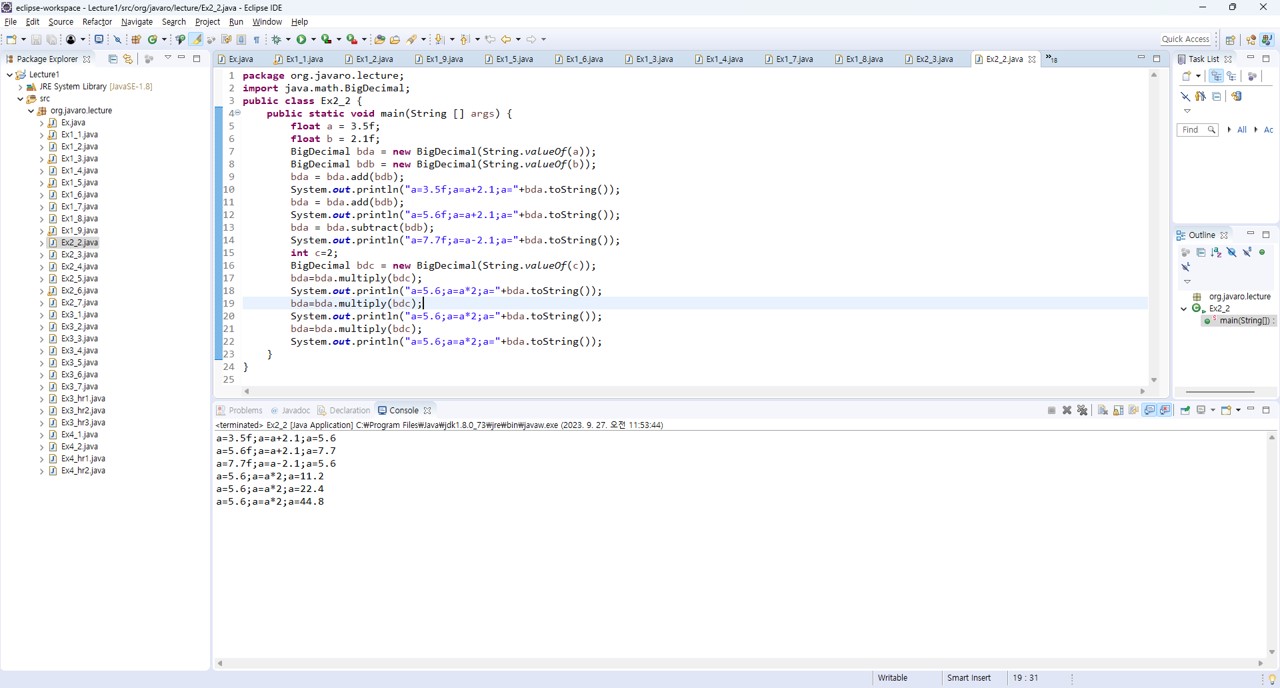 eclipse-workspace - Lecture1/src/org/javaro/lecture/Ex2_2.java - Eclipse IDE
File Edit Source Refactor Navigate Search Project Run Window Help
Quick Access
Package Explorer
Ex.java Ex1_1.java Ex1_2.java Ex1_9.java Ex1_5.java Ex1_6.java Ex1_3.java Ex1_4.java Ex1_7.java Ex1_8.java Ex2_3.java Ex2_2.java »18
Task List
Lecture1
JRE System Library [JavaSE-1.8]
src
org.javaro.lecture
Ex.java
Ex1_1.java
Ex1_2.java
Ex1_3.java
Ex1_4.java
Ex1_5.java
Ex1_6.java
Ex1_7.java
Ex1_8.java
Ex1_9.java
Ex2_2.java
Ex2_3.java
Ex2_4.java
Ex2_5.java
Ex2_6.java
Ex2_7.java
Ex3_1.java
Ex3_2.java
Ex3_3.java
Ex3_4.java
Ex3_5.java
Ex3_6.java
Ex3_7.java
Ex3_hr1.java
Ex3_hr2.java
Ex3_hr3.java
Ex4_1.java
Ex4_2.java
Ex4_hr1.java
Ex4_hr2.java
1 package org.javaro.lecture;
2 import java.math.BigDecimal;
3 public class Ex2_2 {
4 public static void main(String [] args) {
5 float a = 3.5f;
6 float b = 2.1f;
7 BigDecimal bda = new BigDecimal(String.valueOf(a));
8 BigDecimal bdb = new BigDecimal(String.valueOf(b));
9 bda = bda.add(bdb);
10 System.out.println("a=3.5f;a=a+2.1;a="+bda.toString());
11 bda = bda.add(bdb);
12 System.out.println("a=5.6f;a=a+2.1;a="+bda.toString());
13 bda = bda.subtract(bdb);
14 System.out.println("a=7.7f;a=a-2.1;a="+bda.toString());
15 int c=2;
16 BigDecimal bdc = new BigDecimal(String.valueOf(c));
17 bda=bda.multiply(bdc);
18 System.out.println("a=5.6;a=a*2;a="+bda.toString());
19 bda=bda.multiply(bdc);
20 System.out.println("a=5.6;a=a*2;a="+bda.toString());
21 bda=bda.multiply(bdc);
22 System.out.println("a=5.6;a=a*2;a="+bda.toString());
23 }
24 }
25
Find All Ac
Outline
org.javaro.lecture
Ex2_2
main(String[]) :
Problems Javadoc Declaration Console
<terminated> Ex2_2 [Java Application] C:₩Program Files₩Java₩jdk1.8.0_73₩jre₩bin₩javaw.exe (2023. 9. 27. 오전 11:53:44)
a=3.5f;a=a+2.1;a=5.6
a=5.6f;a=a+2.1;a=7.7
a=7.7f;a=a-2.1;a=5.6
a=5.6;a=a*2;a=11.2
a=5.6;a=a*2;a=22.4
a=5.6;a=a*2;a=44.8
Writable Smart Insert 19 : 31